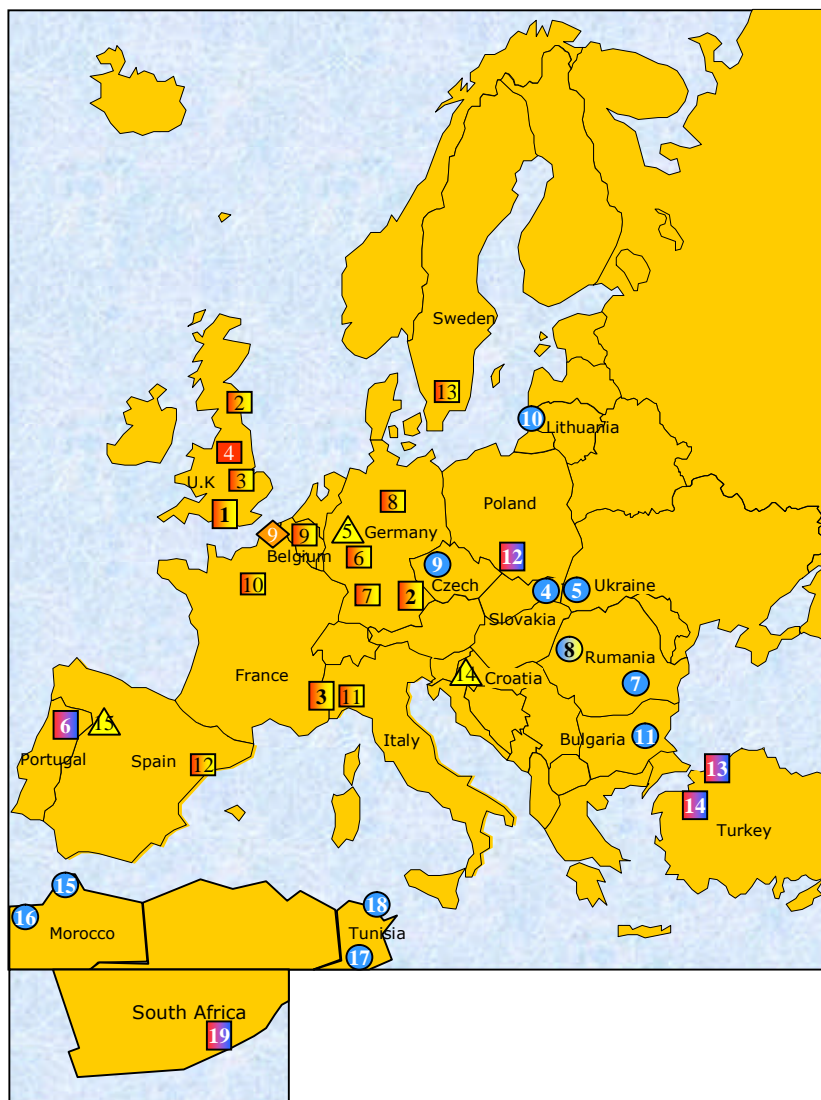 Sweden
13
2
10
Lithuania
4
U.K
3
8
Poland
1
9
9
5
Germany
Belgium
6
12
9
Czech
10
7
2
4
5
Ukraine
Slovakia
8
Rumania
France
14
Croatia
7
3
11
6
15
Bulgaria
11
Italy
Portugal
Spain
12
13
14
Turkey
15
18
16
Morocco
Tunisia
17
South Africa
19